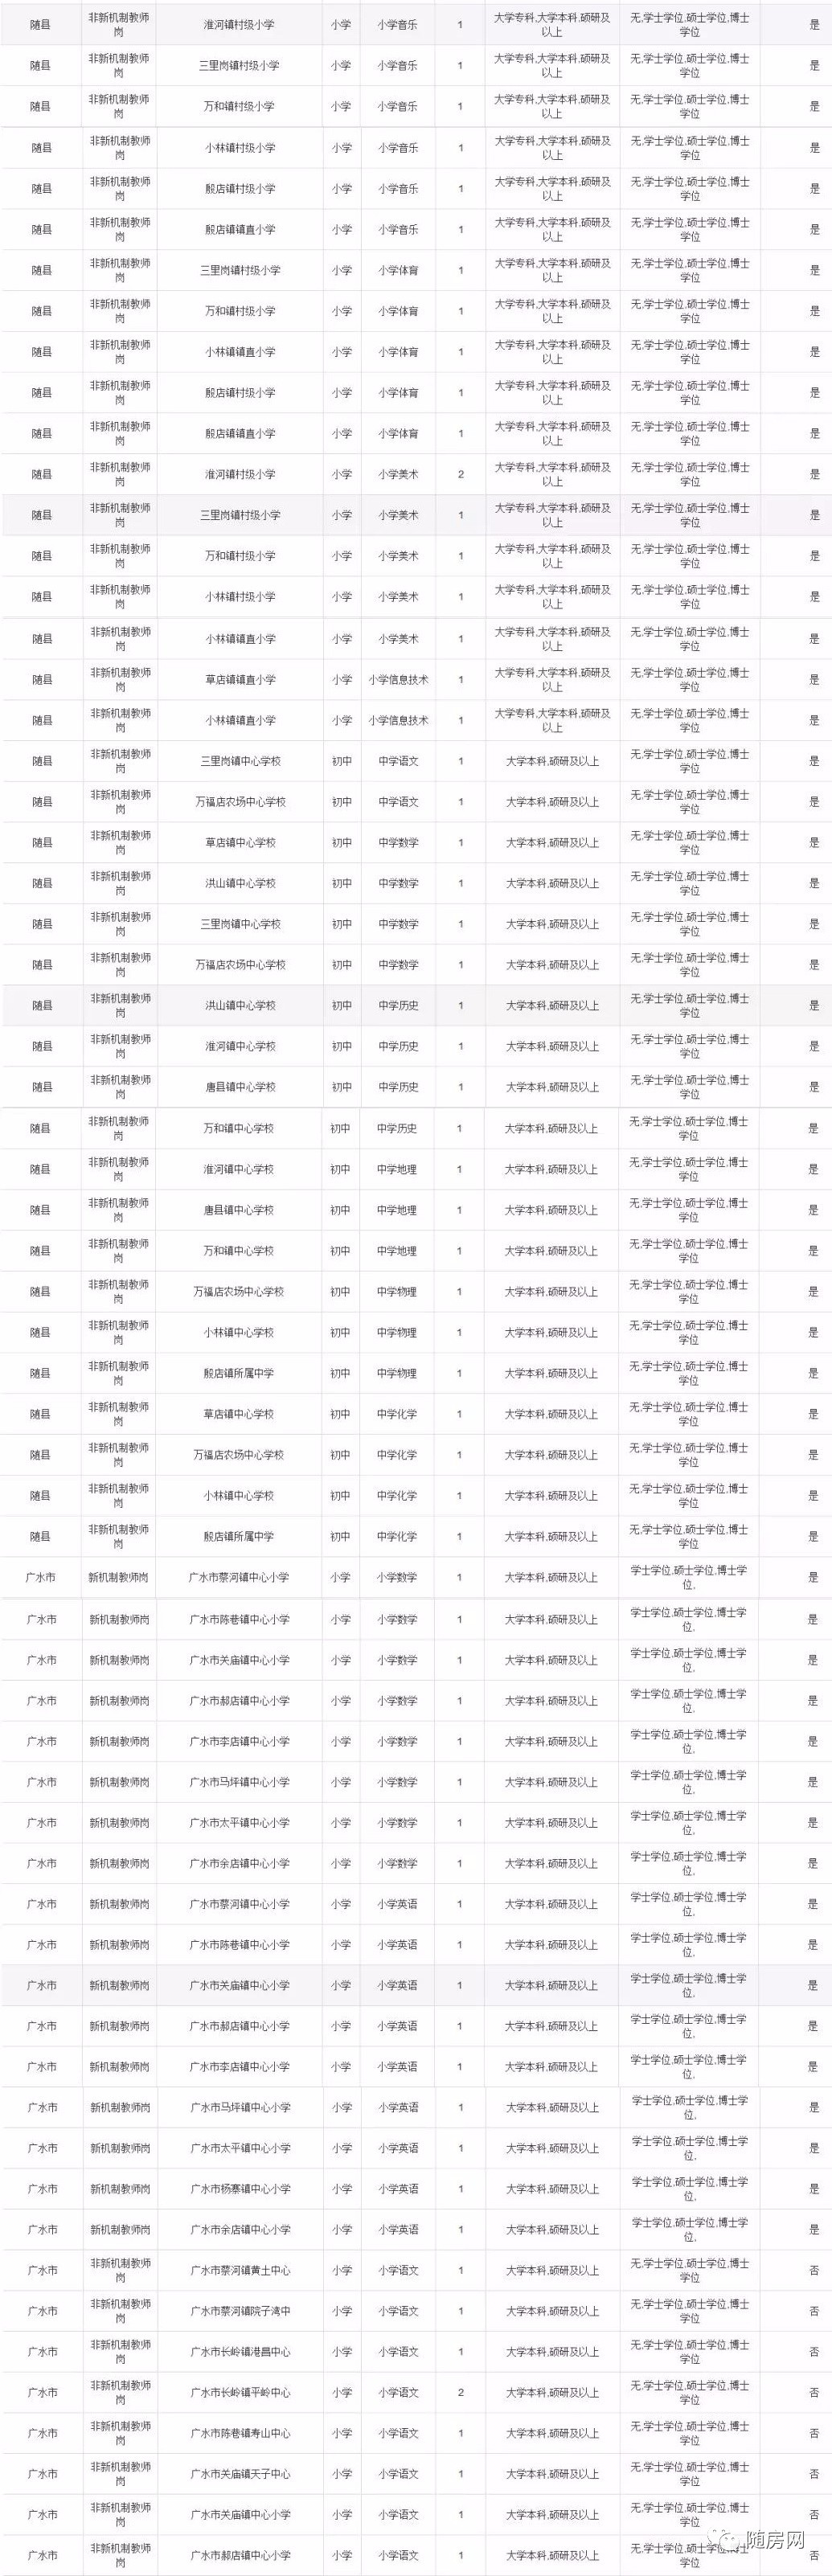 随县 非新机制教师岗 淮河镇村级小学 小学 小学音乐 1 大学专科,大学本科,硕研及以上 无,学士学位,硕士学位,博士学位 是
随县 非新机制教师岗 三里岗镇村级小学 小学 小学音乐 1 大学专科,大学本科,硕研及以上 无,学士学位,硕士学位,博士学位 是
随县 非新机制教师岗 万和镇村级小学 小学 小学音乐 1 大学专科,大学本科,硕研及以上 无,学士学位,硕士学位,博士学位 是
随县 非新机制教师岗 小林镇村级小学 小学 小学音乐 1 大学专科,大学本科,硕研及以上 无,学士学位,硕士学位,博士学位 是
随县 非新机制教师岗 殷店镇村级小学 小学 小学音乐 1 大学专科,大学本科,硕研及以上 无,学士学位,硕士学位,博士学位 是
随县 非新机制教师岗 殷店镇镇直小学 小学 小学音乐 1 大学专科,大学本科,硕研及以上 无,学士学位,硕士学位,博士学位 是
随县 非新机制教师岗 三里岗镇村级小学 小学 小学体育 1 大学专科,大学本科,硕研及以上 无,学士学位,硕士学位,博士学位 是
随县 非新机制教师岗 万和镇村级小学 小学 小学体育 1 大学专科,大学本科,硕研及以上 无,学士学位,硕士学位,博士学位 是
随县 非新机制教师岗 小林镇镇直小学 小学 小学体育 1 大学专科,大学本科,硕研及以上 无,学士学位,硕士学位,博士学位 是
随县 非新机制教师岗 殷店镇村级小学 小学 小学体育 1 大学专科,大学本科,硕研及以上 无,学士学位,硕士学位,博士学位 是
随县 非新机制教师岗 殷店镇镇直小学 小学 小学体育 1 大学专科,大学本科,硕研及以上 无,学士学位,硕士学位,博士学位 是
随县 非新机制教师岗 淮河镇村级小学 小学 小学美术 2 大学专科,大学本科,硕研及以上 无,学士学位,硕士学位,博士学位 是
随县 非新机制教师岗 三里岗镇村级小学 小学 小学美术 1 大学专科,大学本科,硕研及以上 无,学士学位,硕士学位,博士学位 是
随县 非新机制教师岗 万和镇村级小学 小学 小学美术 1 大学专科,大学本科,硕研及以上 无,学士学位,硕士学位,博士学位 是
随县 非新机制教师岗 小林镇村级小学 小学 小学美术 1 大学专科,大学本科,硕研及以上 无,学士学位,硕士学位,博士学位 是
随县 非新机制教师岗 小林镇镇直小学 小学 小学美术 1 大学专科,大学本科,硕研及以上 无,学士学位,硕士学位,博士学位 是
随县 非新机制教师岗 草店镇镇直小学 小学 小学信息技术 1 大学专科,大学本科,硕研及以上 无,学士学位,硕士学位,博士学位 是
随县 非新机制教师岗 小林镇镇直小学 小学 小学信息技术 1 大学专科,大学本科,硕研及以上 无,学士学位,硕士学位,博士学位 是
随县 非新机制教师岗 三里岗镇中心学校 初中 中学语文 1 大学本科,硕研及以上 无,学士学位,硕士学位,博士学位 是
随县 非新机制教师岗 万福店农场中心学校 初中 中学语文 1 大学本科,硕研及以上 无,学士学位,硕士学位,博士学位 是
随县 非新机制教师岗 草店镇中心学校 初中 中学数学 1 大学本科,硕研及以上 无,学士学位,硕士学位,博士学位 是
随县 非新机制教师岗 洪山镇中心学校 初中 中学数学 1 大学本科,硕研及以上 无,学士学位,硕士学位,博士学位 是
随县 非新机制教师岗 三里岗镇中心学校 初中 中学数学 1 大学本科,硕研及以上 无,学士学位,硕士学位,博士学位 是
随县 非新机制教师岗 万福店农场中心学校 初中 中学数学 1 大学本科,硕研及以上 无,学士学位,硕士学位,博士学位 是
随县 非新机制教师岗 洪山镇中心学校 初中 中学历史 1 大学本科,硕研及以上 无,学士学位,硕士学位,博士学位 是
随县 非新机制教师岗 淮河镇中心学校 初中 中学历史 1 大学本科,硕研及以上 无,学士学位,硕士学位,博士学位 是
随县 非新机制教师岗 唐县镇中心学校 初中 中学历史 1 大学本科,硕研及以上 无,学士学位,硕士学位,博士学位 是
随县 非新机制教师岗 万和镇中心学校 初中 中学历史 1 大学本科,硕研及以上 无,学士学位,硕士学位,博士学位 是
随县 非新机制教师岗 淮河镇中心学校 初中 中学地理 1 大学本科,硕研及以上 无,学士学位,硕士学位,博士学位 是
随县 非新机制教师岗 唐县镇中心学校 初中 中学地理 1 大学本科,硕研及以上 无,学士学位,硕士学位,博士学位 是
随县 非新机制教师岗 万和镇中心学校 初中 中学地理 1 大学本科,硕研及以上 无,学士学位,硕士学位,博士学位 是
随县 非新机制教师岗 万福店农场中心学校 初中 中学物理 1 大学本科,硕研及以上 无,学士学位,硕士学位,博士学位 是
随县 非新机制教师岗 小林镇中心学校 初中 中学物理 1 大学本科,硕研及以上 无,学士学位,硕士学位,博士学位 是
随县 非新机制教师岗 殷店镇所属中学 初中 中学物理 1 大学本科,硕研及以上 无,学士学位,硕士学位,博士学位 是
随县 非新机制教师岗 草店镇中心学校 初中 中学化学 1 大学本科,硕研及以上 无,学士学位,硕士学位,博士学位 是
随县 非新机制教师岗 万福店农场中心学校 初中 中学化学 1 大学本科,硕研及以上 无,学士学位,硕士学位,博士学位 是
随县 非新机制教师岗 小林镇中心学校 初中 中学化学 1 大学本科,硕研及以上 无,学士学位,硕士学位,博士学位 是
随县 非新机制教师岗 殷店镇所属中学 初中 中学化学 1 大学本科,硕研及以上 无,学士学位,硕士学位,博士学位 是
广水市 新机制教师岗 广水市蔡河镇中心小学 小学 小学数学 1 大学本科,硕研及以上 学士学位,硕士学位,博士学位, 是
广水市 新机制教师岗 广水市陈巷镇中心小学 小学 小学数学 1 大学本科,硕研及以上 学士学位,硕士学位,博士学位, 是
广水市 新机制教师岗 广水市关庙镇中心小学 小学 小学数学 1 大学本科,硕研及以上 学士学位,硕士学位,博士学位, 是
广水市 新机制教师岗 广水市郝店镇中心小学 小学 小学数学 1 大学本科,硕研及以上 学士学位,硕士学位,博士学位, 是
广水市 新机制教师岗 广水市李店镇中心小学 小学 小学数学 1 大学本科,硕研及以上 学士学位,硕士学位,博士学位, 是
广水市 新机制教师岗 广水市马坪镇中心小学 小学 小学数学 1 大学本科,硕研及以上 学士学位,硕士学位,博士学位, 是
广水市 新机制教师岗 广水市太平镇中心小学 小学 小学数学 1 大学本科,硕研及以上 学士学位,硕士学位,博士学位, 是
广水市 新机制教师岗 广水市余店镇中心小学 小学 小学数学 1 大学本科,硕研及以上 学士学位,硕士学位,博士学位, 是
广水市 新机制教师岗 广水市蔡河镇中心小学 小学 小学英语 1 大学本科,硕研及以上 学士学位,硕士学位,博士学位, 是
广水市 新机制教师岗 广水市陈巷镇中心小学 小学 小学英语 1 大学本科,硕研及以上 学士学位,硕士学位,博士学位, 是
广水市 新机制教师岗 广水市关庙镇中心小学 小学 小学英语 1 大学本科,硕研及以上 学士学位,硕士学位,博士学位, 是
广水市 新机制教师岗 广水市郝店镇中心小学 小学 小学英语 1 大学本科,硕研及以上 学士学位,硕士学位,博士学位, 是
广水市 新机制教师岗 广水市李店镇中心小学 小学 小学英语 1 大学本科,硕研及以上 学士学位,硕士学位,博士学位, 是
广水市 新机制教师岗 广水市马坪镇中心小学 小学 小学英语 1 大学本科,硕研及以上 学士学位,硕士学位,博士学位, 是
广水市 新机制教师岗 广水市太平镇中心小学 小学 小学英语 1 大学本科,硕研及以上 学士学位,硕士学位,博士学位, 是
广水市 新机制教师岗 广水市杨寨镇中心小学 小学 小学英语 1 大学本科,硕研及以上 学士学位,硕士学位,博士学位, 是
广水市 新机制教师岗 广水市余店镇中心小学 小学 小学英语 1 大学本科,硕研及以上 学士学位,硕士学位,博士学位, 是
广水市 非新机制教师岗 广水市蔡河镇黄土中心 小学 小学语文 1 大学本科,硕研及以上 无,学士学位,硕士学位,博士学位 否
广水市 非新机制教师岗 广水市蔡河镇院子湾中 小学 小学语文 1 大学本科,硕研及以上 无,学士学位,硕士学位,博士学位 否
广水市 非新机制教师岗 广水市长岭镇港昌中心 小学 小学语文 1 大学本科,硕研及以上 无,学士学位,硕士学位,博士学位 否
广水市 非新机制教师岗 广水市长岭镇平岭中心 小学 小学语文 2 大学本科,硕研及以上 无,学士学位,硕士学位,博士学位 否
广水市 非新机制教师岗 广水市陈巷镇寿山中心 小学 小学语文 1 大学本科,硕研及以上 无,学士学位,硕士学位,博士学位 否
广水市 非新机制教师岗 广水市关庙镇天子中心 小学 小学语文 1 大学本科,硕研及以上 无,学士学位,硕士学位,博士学位 否
广水市 非新机制教师岗 广水市关庙镇中心小学 小学 小学语文 1 大学本科,硕研及以上 无,学士学位,硕士学位,博士学位 否
广水市 非新机制教师岗 广水市郝店镇中心小学 小学 小学语文 1 大学本科,硕研及以上 无,学士学位,硕士学位,博士学位 否
随房网